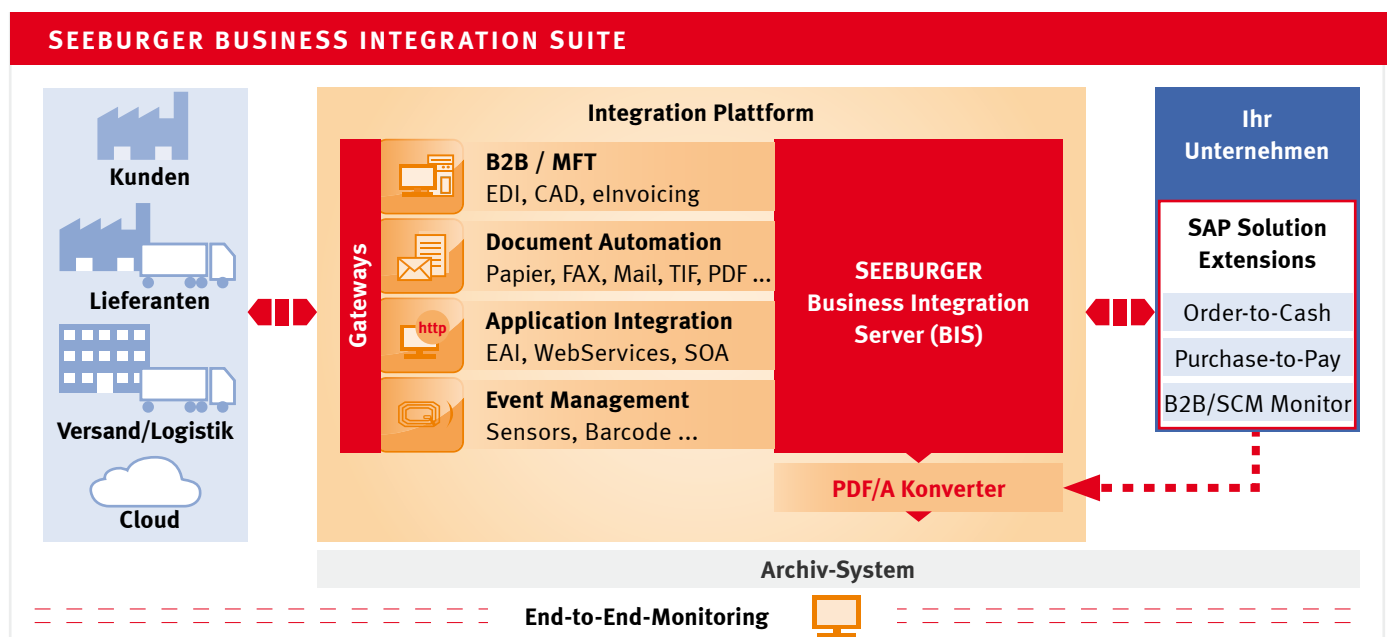 SEEBURGER BUSINESS INTEGRATION SUITE
Kunden
Lieferanten
Versand/Logistik
Cloud
Integration Plattform
Gateways
B2B / MFT
EDI, CAD, eInvoicing
Document Automation
Papier, FAX, Mail, TIF, PDF ...
http
Application Integration
EAI, WebServices, SOA
Event Management
Sensors, Barcode ...
SEEBURGER
Business Integration
Server (BIS)
PDF/A Konverter
Ihr
Unternehmen
SAP Solution
Extensions
Order-to-Cash
Purchase-to-Pay
B2B/SCM Monitor
Archiv-System
End-to-End-Monitoring